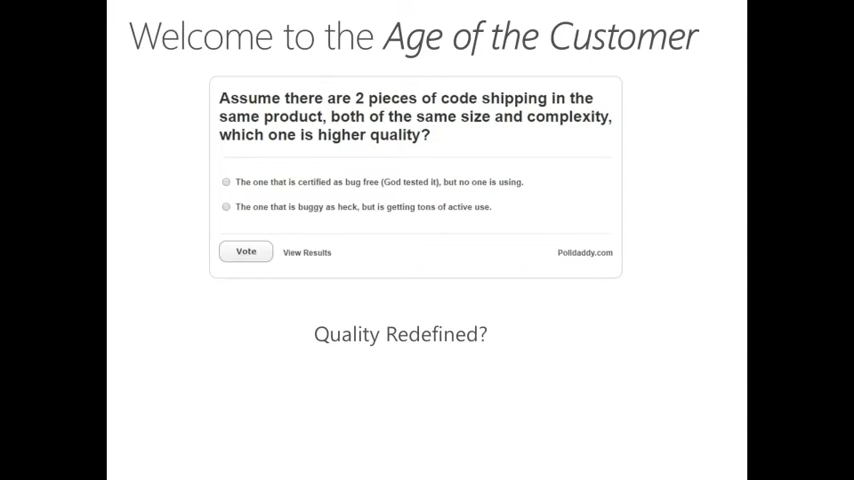 Welcome to the Age of the Customer
Assume there are 2 pieces of code shipping in the
same product, both of the same size and complexity,
which one is higher quality?
The one that is certified as bug free (God tested it), but no one is using.
The one that is buggy as heck, but is getting tons of active use.
Vote View Results Polldaddy.com
Quality Redefined?